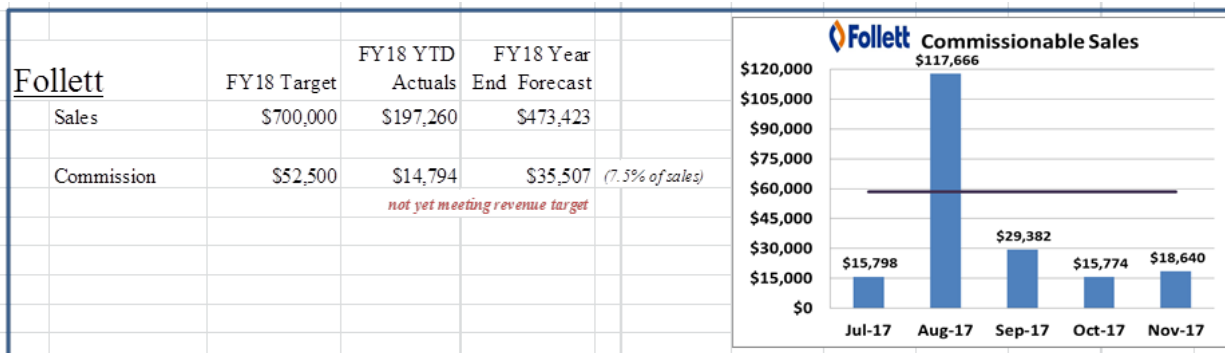 FY18 YTD FY18 Year
Follett FY18 Target Actuals End Forecast
Sales $700,000 $197,260 $473,423
Commission $52,500 $14,794 $35,507 (7.5% of sales)
not yet meeting revenue target
Follett Commissionable Sales
$117,666
$120,000
$105,000
$90,000
$75,000
$60,000
$45,000
$30,000
$15,000
$0
$15,798
$29,382
$15,774
$18,640
Jul-17 Aug-17 Sep-17 Oct-17 Nov-17